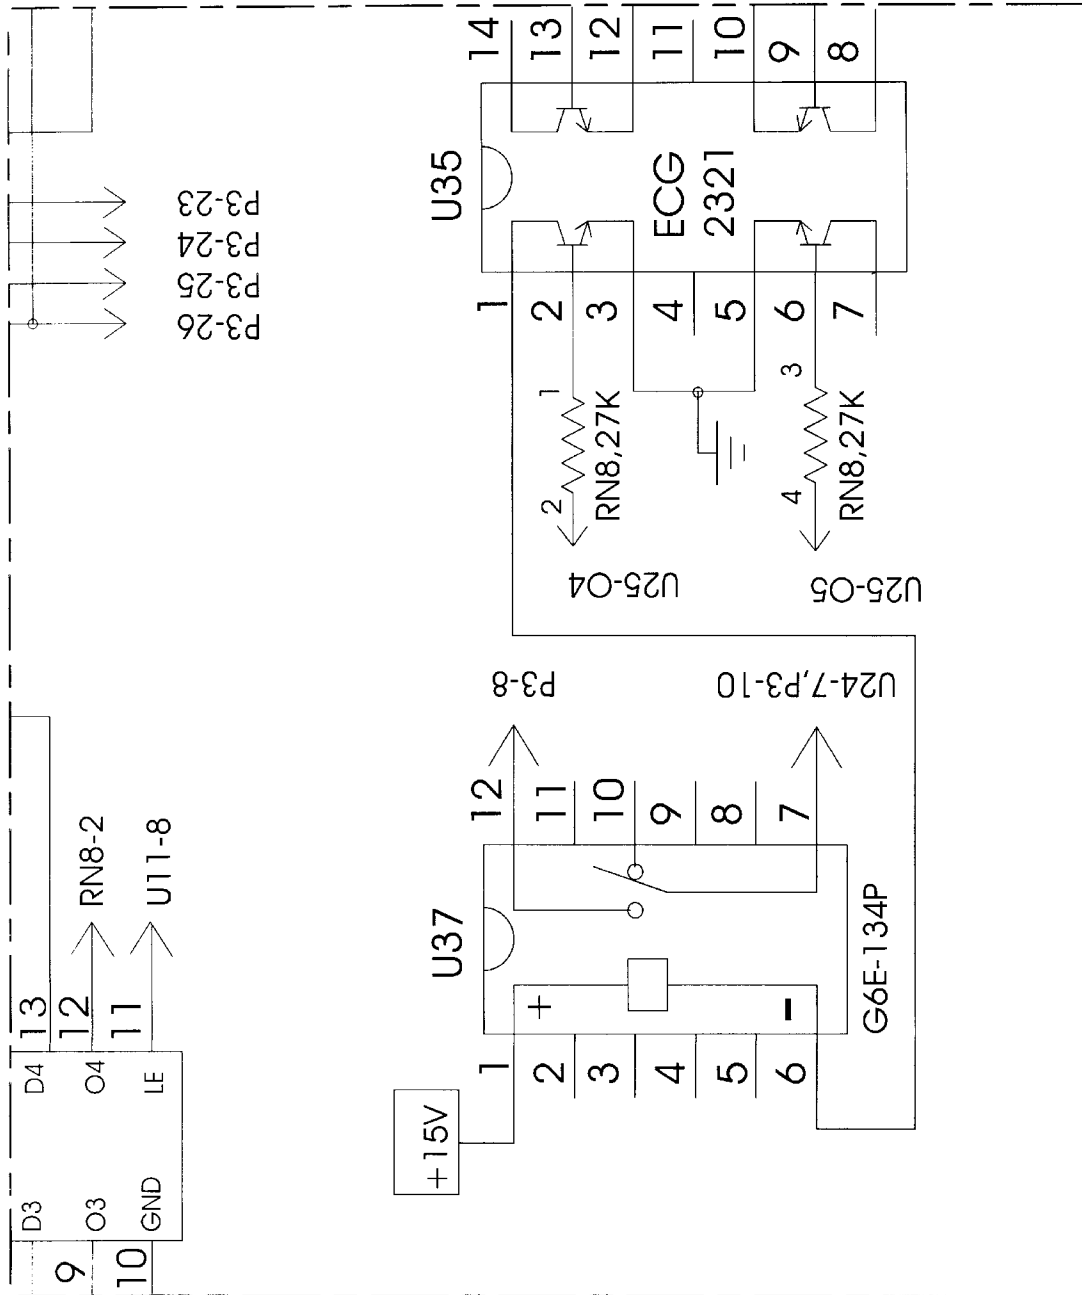 14
13
12
11
10
9
8
U35
ECG
2321
1
2
3
4
5
6
7
P3-23
P3-24
P3-25
P3-26
1
2
RN8,27K
3
4
RN8,27K
U25-O4
U25-O5
P3-8
U24-7,P3-10
12
11
10
9
8
7
U37
G6E-134P
+
-
1
2
3
4
5
6
+15V
RN8-2
U11-8
13
12
11
D4
O4
LE
D3
O3
GND
9
10